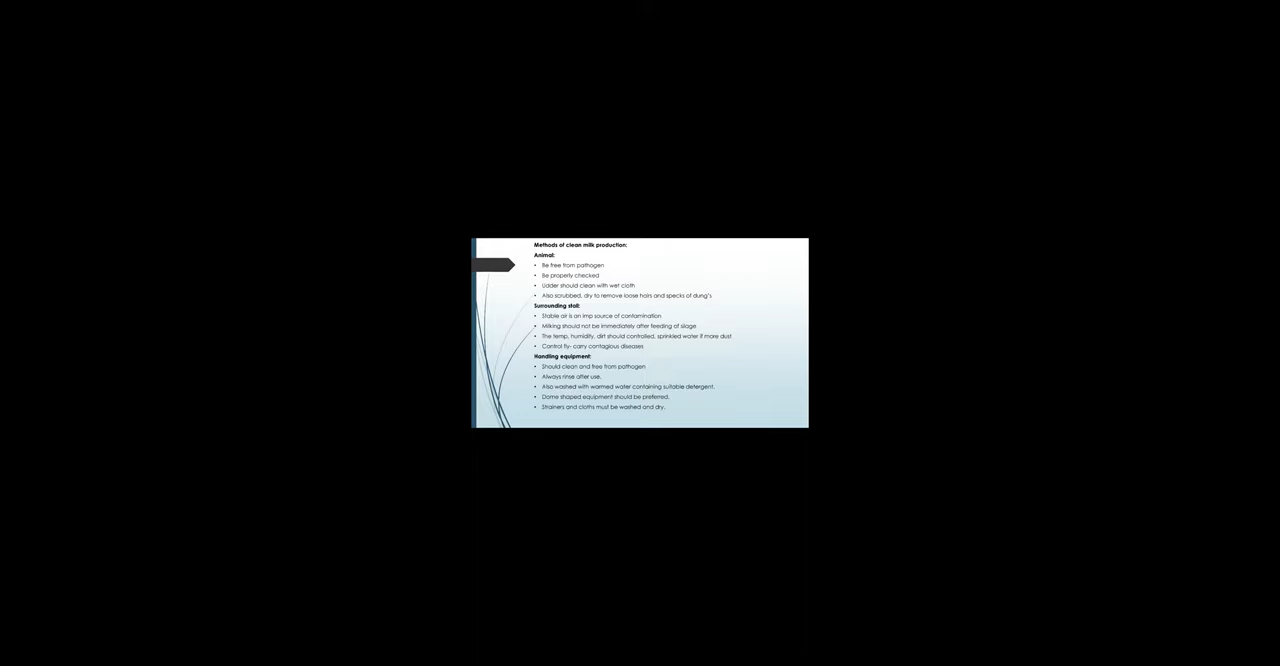 Methods of clean milk production:
Animal:
• Be free from pathogen
• Be properly checked
• Udder should clean with wet cloth
• Also scrubbed, dry to remove loose hairs and specks of dung's
Surrounding stall:
• Stable air is an imp source of contamination
• Milking should not be immediately after feeding of silage
• The temp, humidity, dirt should controlled, sprinkled water if more dust
• Control fly- carry contagious diseases
Handling equipment:
• Should clean and free from pathogen
• Always rinse after use.
• Also washed with warmed water containing suitable detergent.
• Dome shaped equipment should be preferred.
• Strainers and cloths must be washed and dry.